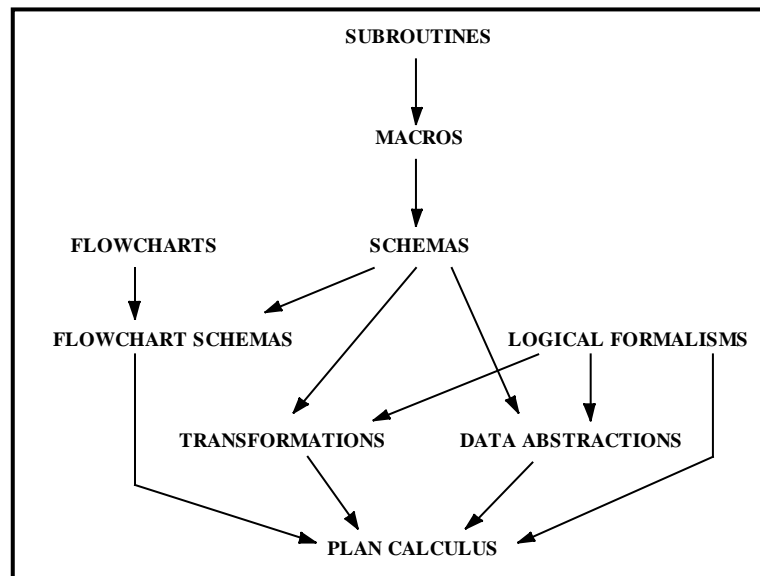 SUBROUTINES
MACROS
FLOWCHARTS
SCHEMAS
FLOWCHART SCHEMAS
LOGICAL FORMALISMS
TRANSFORMATIONS
DATA ABSTRACTIONS
PLAN CALCULUS